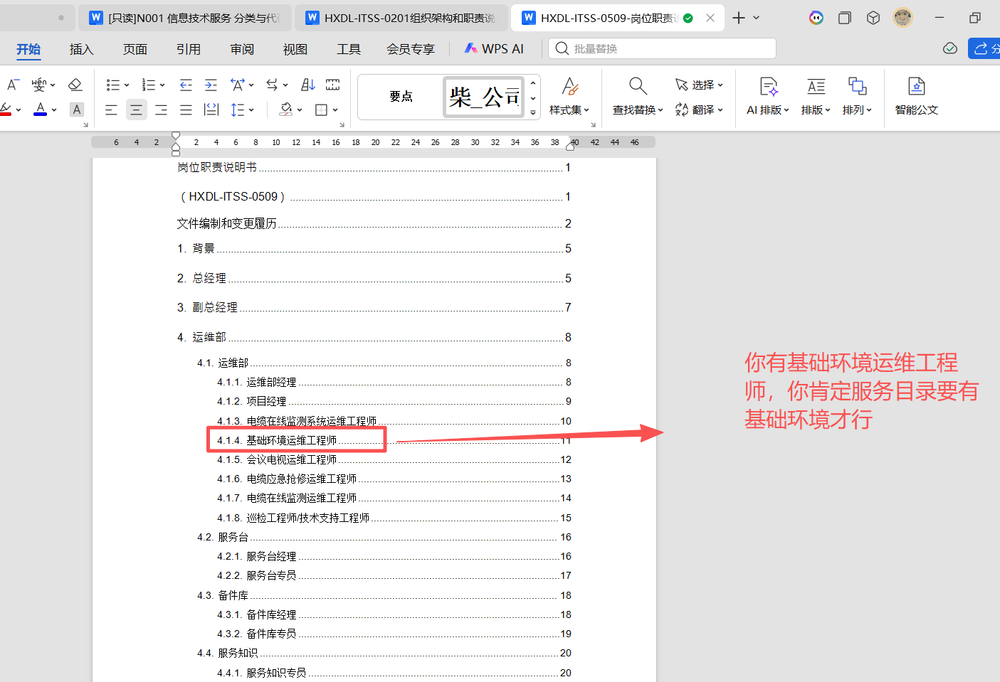 [只读]N001 信息技术服务 分类与代
HXDL-ITSS-0201组织架构和职责说
HXDL-ITSS-0509-岗位职责
开始 插入 页面 引用 审阅 视图 工具 会员专享 WPS AI 批量替换
要点 柴_公司 样式集 查找替换 选择 翻译 AI 排版 排版 排列 智能公文
6 4 2 2 4 6 8 10 12 14 16 18 20 22 24 26 28 30 32 34 36 38 40 42 44 46
岗位职责说明书 1
（HXDL-ITSS-0509） 1
文件编制和变更履历 2
1. 背景 5
2. 总经理 5
3. 副总经理 7
4. 运维部 8
4.1. 运维部 8
4.1.1. 运维部经理 8
4.1.2. 项目经理 9
4.1.3. 电缆在线监测系统运维工程师 10
4.1.4. 基础环境运维工程师 11
4.1.5. 会议电视运维工程师 12
4.1.6. 电缆应急抢修运维工程师 13
4.1.7. 电缆在线监测运维工程师 14
4.1.8. 巡检工程师/技术支持工程师 15
4.2. 服务台 16
4.2.1. 服务台经理 16
4.2.2. 服务台专员 17
4.3. 备件库 18
4.3.1. 备件库经理 18
4.3.2. 备件库专员 19
4.4. 服务知识 20
4.4.1. 服务知识专员 20
你有基础环境运维工程
师，你肯定服务目录要有
基础环境才行